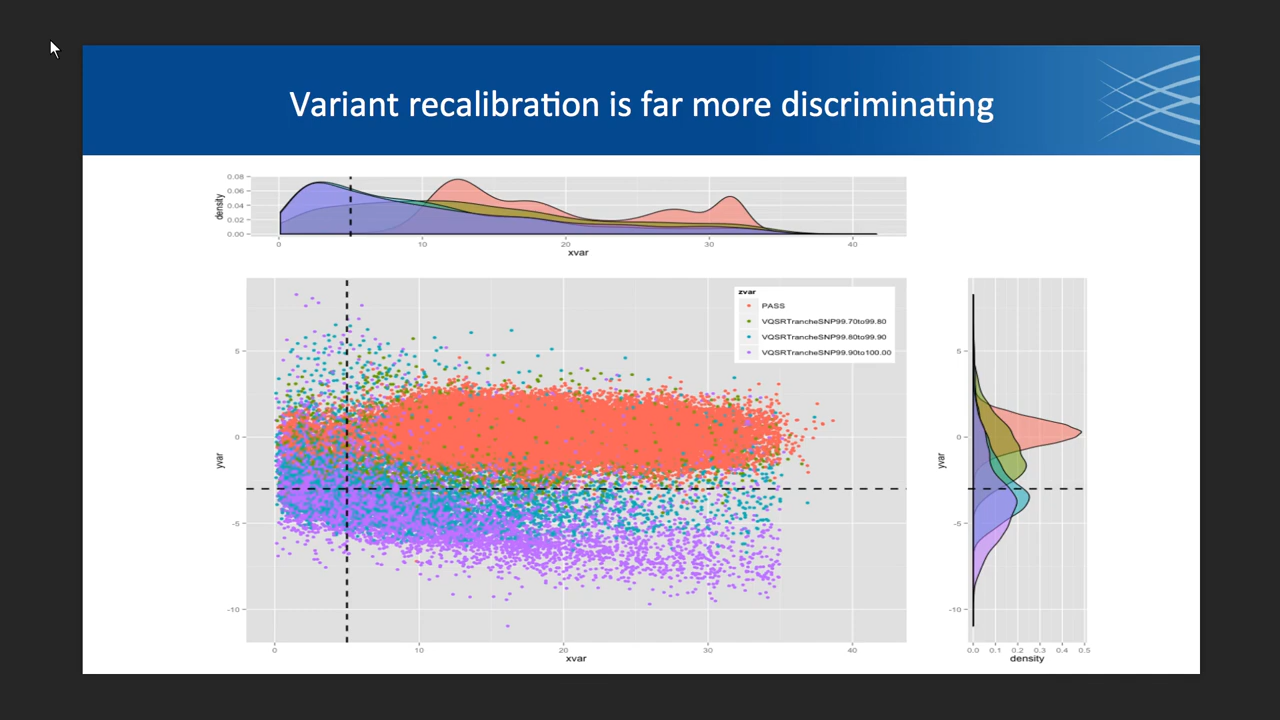 Variant recalibration is far more discriminating
0.08
0.06
0.04
0.02
0.00
density
0 10 20 30 40
xvar
zvar
PASS
VQSRTrancheSNP99.70to99.80
VQSRTrancheSNP99.80to99.90
VQSRTrancheSNP99.90to100.00
5
0
-5
-10
yvar
0 10 20 30 40
xvar
5
0
-5
-10
yvar
0.0 0.1 0.2 0.3 0.4 0.5
density